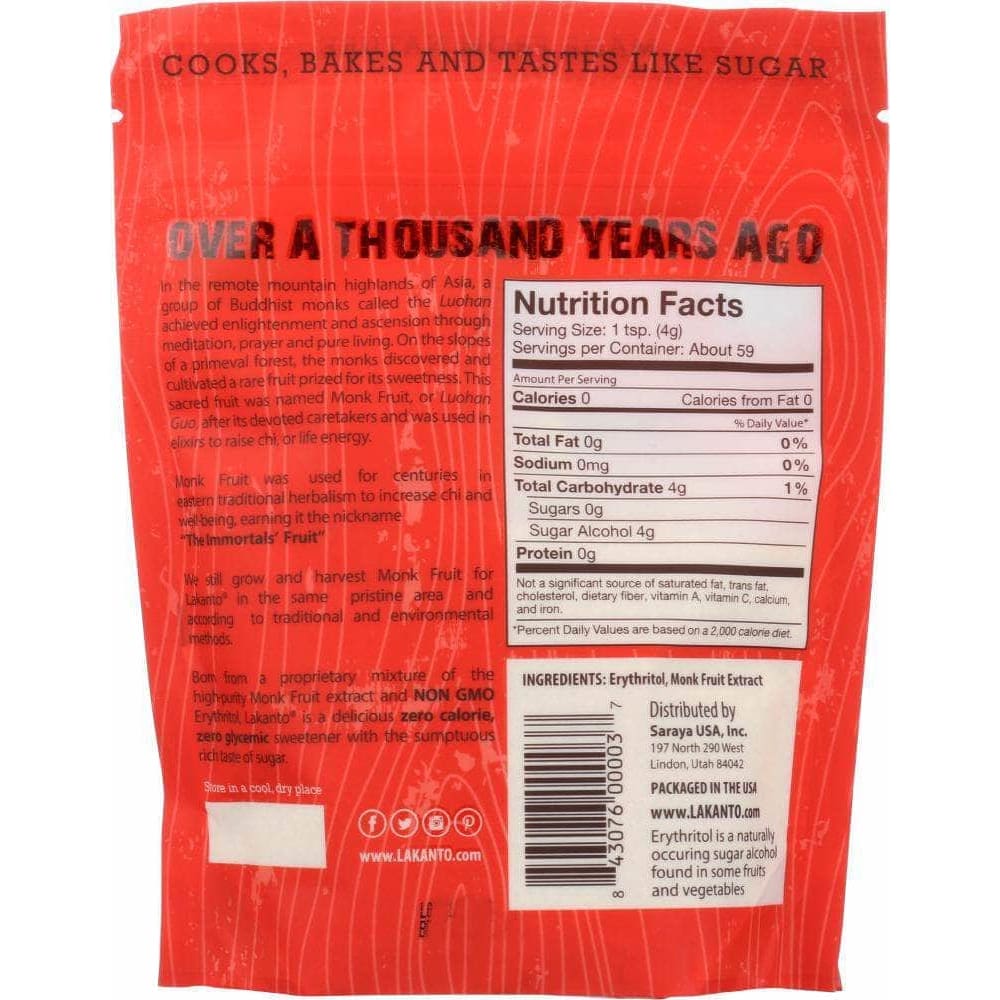 COOKS, BAKES AND TASTES LIKE SUGAR
OVER A THOUSAND YEARS AGO
In the remote mountain highlands of Asia, a
group of Buddhist monks called the Luohan
achieved enlightenment and ascension through
meditation, prayer and pure living. On the slopes
of a primeval forest, the monks discovered and
cultivated a rare fruit prized for its sweetness. This
sacred fruit was named Monk Fruit, or Luohan
Guo, after its devoted caretakers and was used in
elixirs to raise chi, or life energy.
Monk Fruit was used for centuries in
eastern traditional herbalism to increase chi and
well-being, earning it the nickname
"The Immortals' Fruit"
We still grow and harvest Monk Fruit for
Lakanto® in the same pristine area and
according to traditional and environmental
methods.
Born from a proprietary mixture of the
high-purity Monk Fruit extract and NON GMO
Erythritol, Lakanto® is a delicious zero calorie,
zero glycemic sweetener with the sumptuous
rich taste of sugar.
Store in a cool, dry place
www.LAKANTO.com
Nutrition Facts
Serving Size: 1 tsp. (4g)
Servings per Container: About 59
Amount Per Serving
Calories 0 Calories from Fat 0
% Daily Value*
Total Fat 0g 0%
Sodium 0mg 0%
Total Carbohydrate 4g 1%
Sugars 0g
Sugar Alcohol 4g
Protein 0g
Not a significant source of saturated fat, trans fat,
cholesterol, dietary fiber, vitamin A, vitamin C, calcium,
and iron.
*Percent Daily Values are based on a 2,000 calorie diet.
INGREDIENTS: Erythritol, Monk Fruit Extract
8 43076 00003 7
Distributed by
Saraya USA, Inc.
197 North 290 West
Lindon, Utah 84042
PACKAGED IN THE USA
www.LAKANTO.com
Erythritol is a naturally
occuring sugar alcohol
found in some fruits
and vegetables